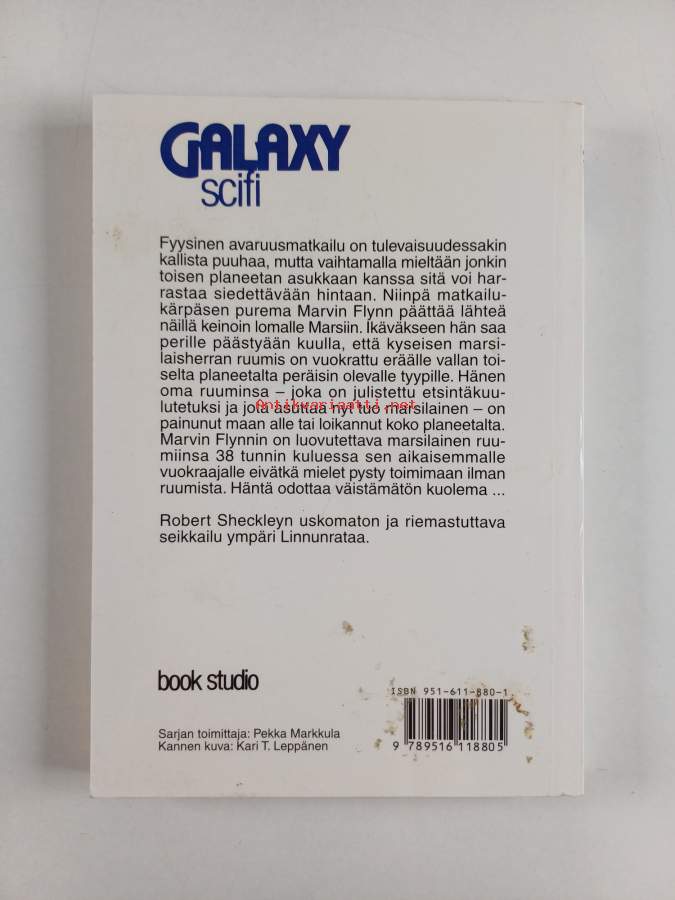 GALAXY
scifi
Fyysinen avaruusmatkailu on tulevaisuudessakin
kallista puuhaa, mutta vaihtamalla mieltään jonkin
toisen planeetan asukkaan kanssa sitä voi har-
rastaa siedettävään hintaan. Niinpä matkailu-
kärpäsen purema Marvin Flynn päättää lähteä
näillä keinoin lomalle Marsiin. Ikäväkseen hän saa
perille päästyään kuulla, että kyseisen marsi-
laisherran ruumis on vuokrattu eräälle vallan toi-
selta planeetalta peräisin olevalle tyypille. Hänen
oma ruuminsa – joka on julistettu etsintäkuu-
Antikvariaatti.net
lutetuksi ja jota asuttaa nyt tuo marsilainen – on
painunut maan alle tai loikannut koko planeetalta.
Marvin Flynnin on luovutettava marsilainen ruu-
miinsa 38 tunnin kuluessa sen aikaisemmalle
vuokraajalle eivätkä mielet pysty toimimaan ilman
ruumista. Häntä odottaa väistämätön kuolema ...
Robert Sheckleyn uskomaton ja riemastuttava
seikkailu ympäri Linnunrataa.
book studio
ISBN 951-611-880-1
Sarjan toimittaja: Pekka Markkula
Kannen kuva: Kari T. Leppänen
9 789516 118805